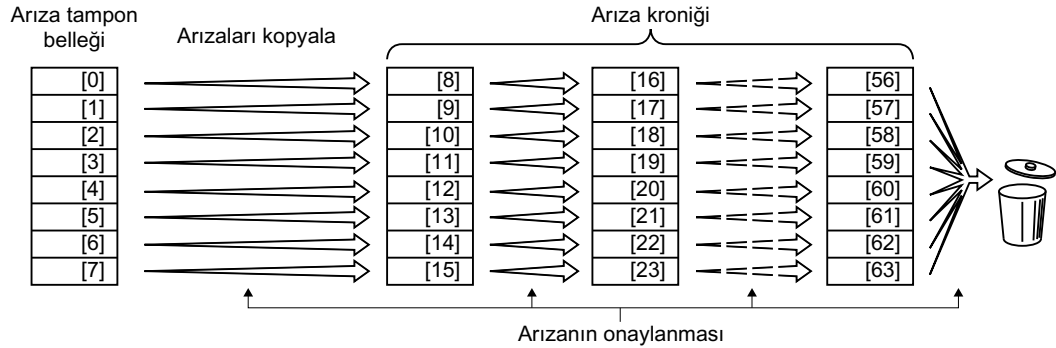 Arıza tampon
belleği
Arızaları kopyala
Arıza kroniği
[0] [8] [16] [56]
[1] [9] [17] [57]
[2] [10] [18] [58]
[3] [11] [19] [59]
[4] [12] [20] [60]
[5] [13] [21] [61]
[6] [14] [22] [62]
[7] [15] [23] [63]
Arızanın onaylanması